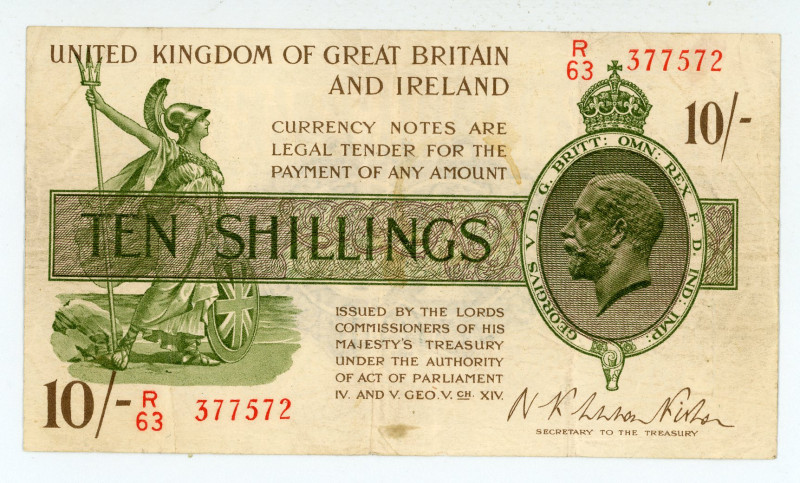 UNITED KINGDOM OF GREAT BRITAIN
AND IRELAND
R
63 377572
10/-
CURRENCY NOTES ARE
LEGAL TENDER FOR THE
PAYMENT OF ANY AMOUNT
GEORGIVS V D. G. BRITT: OMN: REX F. D. IND: IMP:
TEN SHILLINGS
ISSUED BY THE LORDS
COMMISSIONERS OF HIS
MAJESTY'S TREASURY
UNDER THE AUTHORITY
OF ACT OF PARLIAMENT
IV. AND V. GEO. V. CH. XIV.
10/-
R
63 377572
SECRETARY TO THE TREASURY